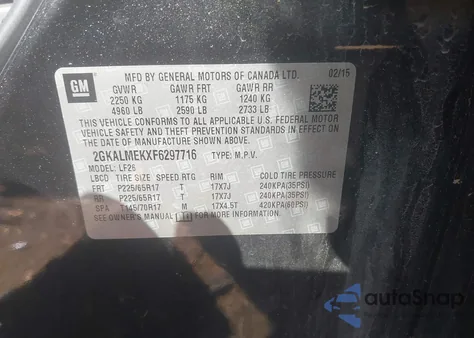 GM
MFD BY GENERAL MOTORS OF CANADA LTD. 02/15
GVWR GAWR FRT GAWR RR
2250 KG 1175 KG 1240 KG
4960 LB 2590 LB 2733 LB
THIS VEHICLE CONFORMS TO ALL APPLICABLE U.S. FEDERAL MOTOR
VEHICLE SAFETY AND THEFT PREVENTION STANDARDS IN EFFECT ON
THE DATE OF MANUFACTURE SHOWN ABOVE.
2GKALMEKXF6297716 TYPE: M.P.V.
MODEL: LF26
LBCD TIRE SIZE SPEED RTG RIM COLD TIRE PRESSURE
FRT P225/65R17 T 17X7J 240KPA(35PSI)
RR P225/65R17 T 17X7J 240KPA(35PSI)
SPA T145/70R17 M 17X4.5T 420KPA(60PSI)
SEE OWNER'S MANUAL FOR MORE INFORMATION.
autoSnap